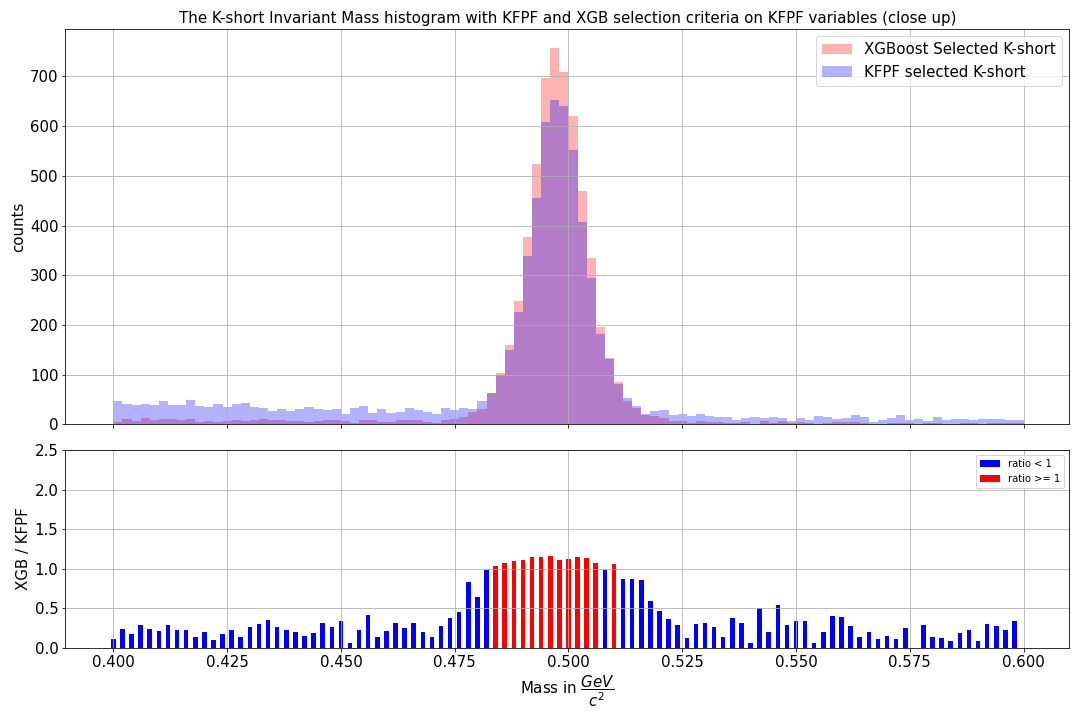 The K-short Invariant Mass histogram with KFPF and XGB selection criteria on KFPF variables (close up)
XGBoost Selected K-short
KFPF selected K-short
counts
700
600
500
400
300
200
100
0
ratio < 1
ratio >= 1
XGB / KFPF
2.5
2.0
1.5
1.0
0.5
0.0
0.400 0.425 0.450 0.475 0.500 0.525 0.550 0.575 0.600
Mass in GeV/c²